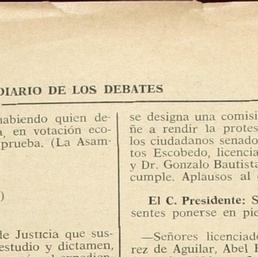 DIARIO DE LOS DEBATES
habiendo quien de-
a, en votación eco-
prueba. (La Asam-
)
de Justicia que sus-
estudio y dictamen,
se designa una comisi
ñe a rendir la protes
los ciudadanos senado
tos Escobedo, licencia
y Dr. Gonzalo Bautista
cumple. Aplausos al
El C. Presidente: S
sentes ponerse en pie
—Señores licenciado
rez de Aguilar, Abel